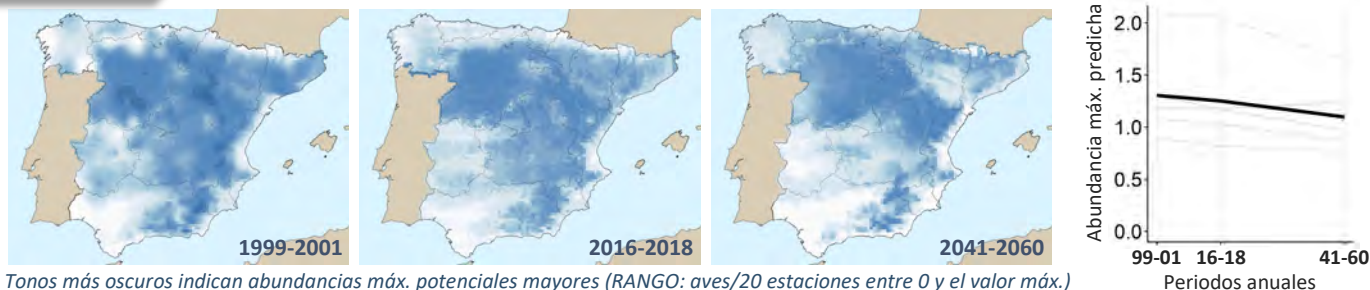 1999-2001
2016-2018
2041-2060
Tonos más oscuros indican abundancias máx. potenciales mayores (RANGO: aves/20 estaciones entre 0 y el valor máx.)
Abundancia máx. predicha
2.0
1.5
1.0
0.5
0.0
99-01 16-18 41-60
Periodos anuales